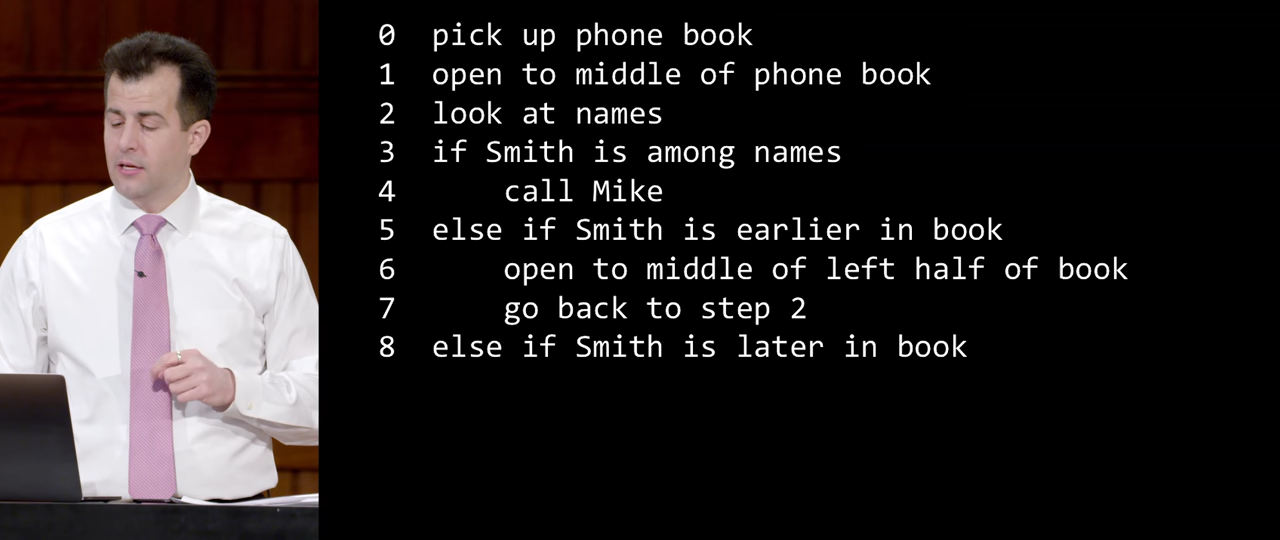 0 pick up phone book
1 open to middle of phone book
2 look at names
3 if Smith is among names
4     call Mike
5 else if Smith is earlier in book
6     open to middle of left half of book
7     go back to step 2
8 else if Smith is later in book